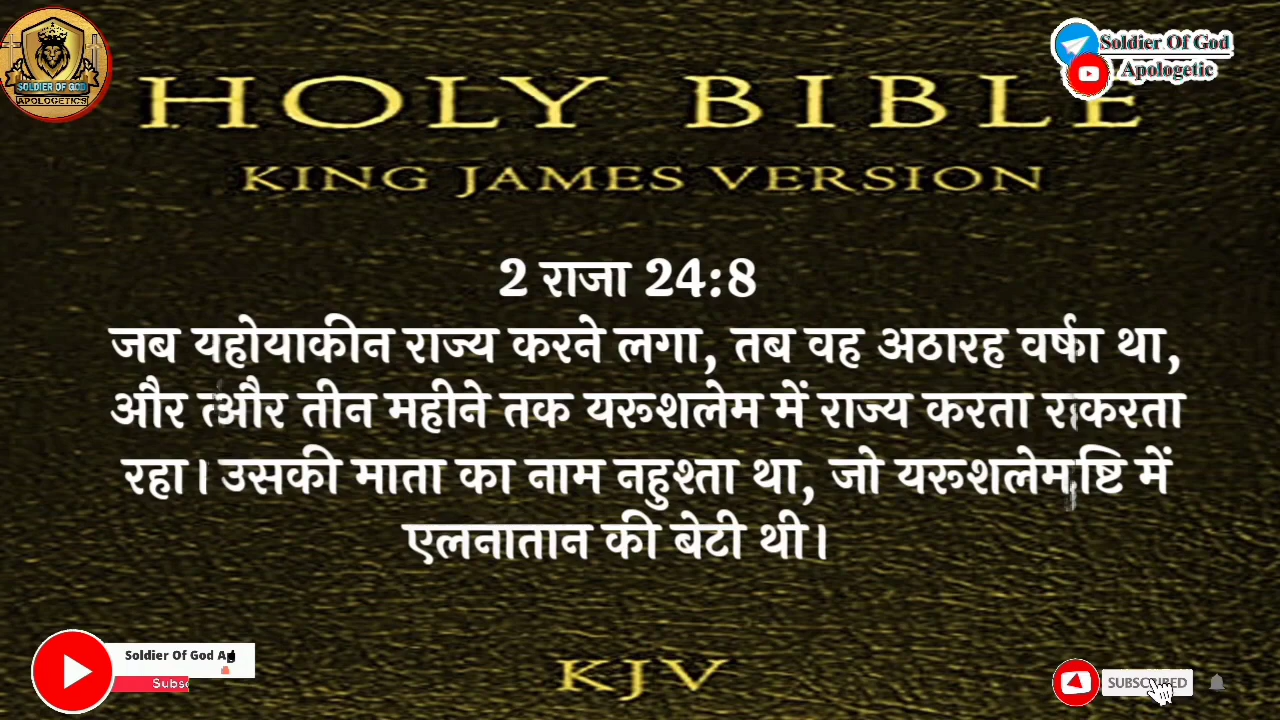 SOLDIER OF GOD
APOLOGETICS
Soldier Of God
Apologetic
HOLY BIBLE
KING JAMES VERSION
2 राजा 24:8
जब यहोयाकीन राज्य करने लगा, तब वह अठारह वर्ष था,
और और तीन महीने तक यरूशलेम में राज्य करता करता
रहा। उसकी माता का नाम नहुश्ता था, जो यरूशलेम में
एलनातान की बेटी थी।
KJV
Soldier Of God
SUBSCRIBED